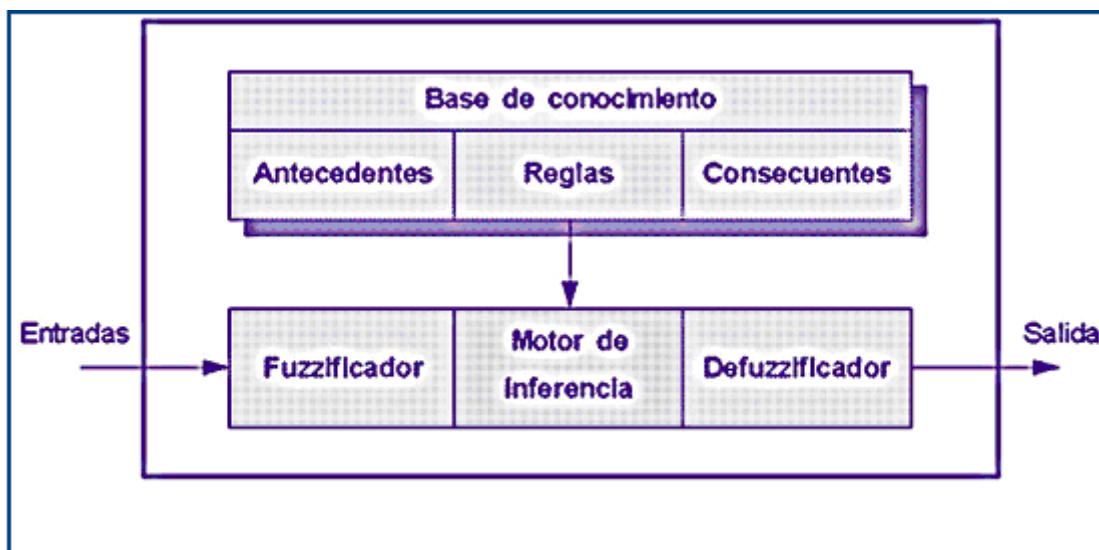 Base de conocimiento
Antecedentes
Reglas
Consecuentes
Entradas
Fuzzificador
Motor de
inferencia
Defuzzificador
Salida